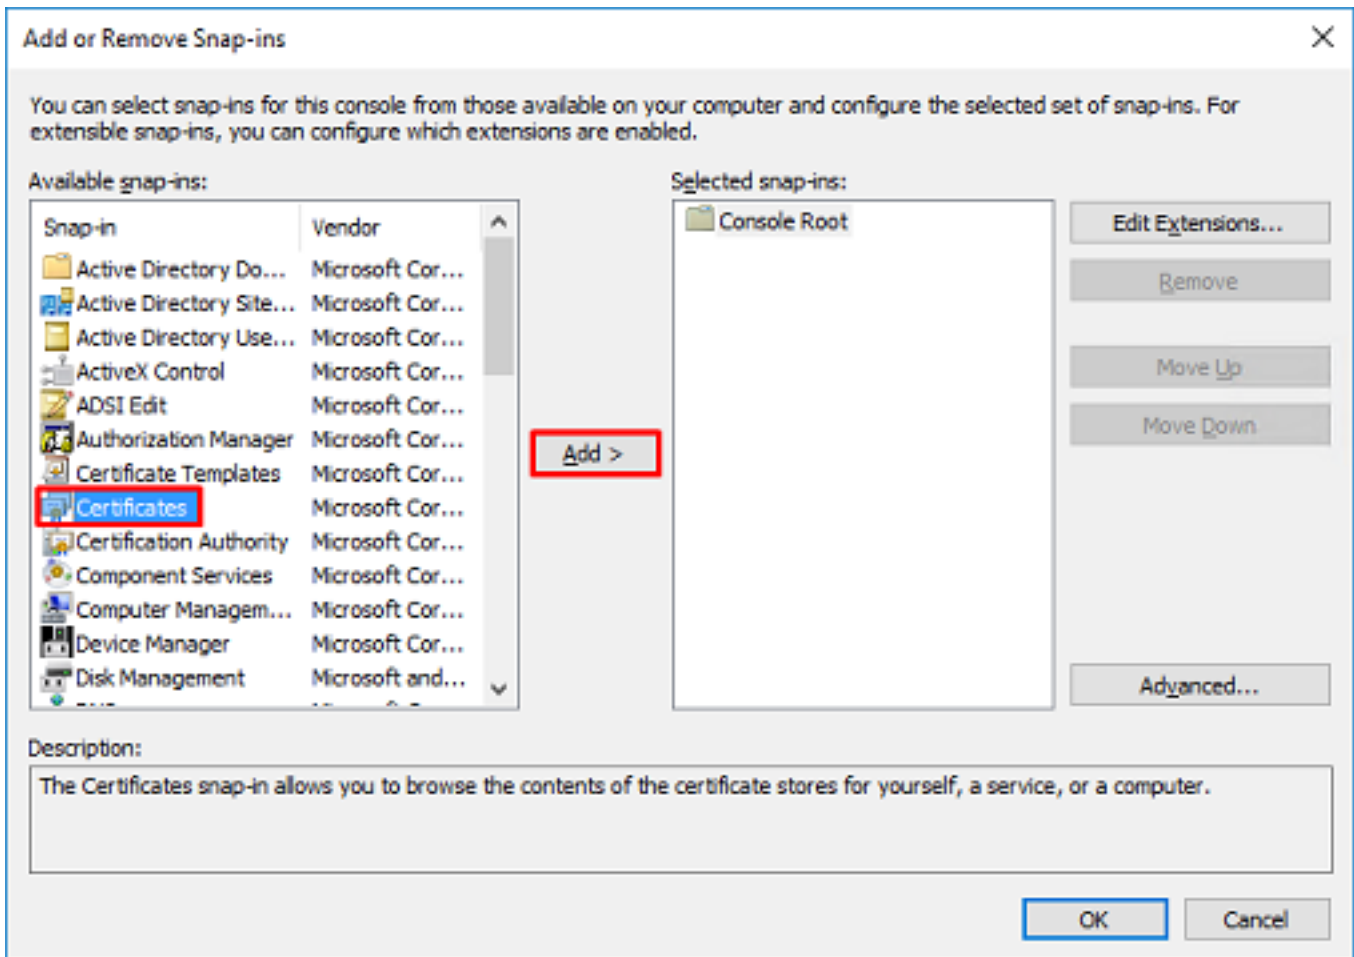 Add or Remove Snap-ins
You can select snap-ins for this console from those available on your computer and configure the selected set of snap-ins. For
extensible snap-ins, you can configure which extensions are enabled.
Available snap-ins:
Snap-in Vendor
Active Directory Do... Microsoft Cor...
Active Directory Site... Microsoft Cor...
Active Directory Use... Microsoft Cor...
ActiveX Control Microsoft Cor...
ADSI Edit Microsoft Cor...
Authorization Manager Microsoft Cor...
Certificate Templates Microsoft Cor...
Certificates Microsoft Cor...
Certification Authority Microsoft Cor...
Component Services Microsoft Cor...
Computer Managem... Microsoft Cor...
Device Manager Microsoft Cor...
Disk Management Microsoft and...
Add >
Selected snap-ins:
Console Root
Edit Extensions...
Remove
Move Up
Move Down
Advanced...
Description:
The Certificates snap-in allows you to browse the contents of the certificate stores for yourself, a service, or a computer.
OK
Cancel